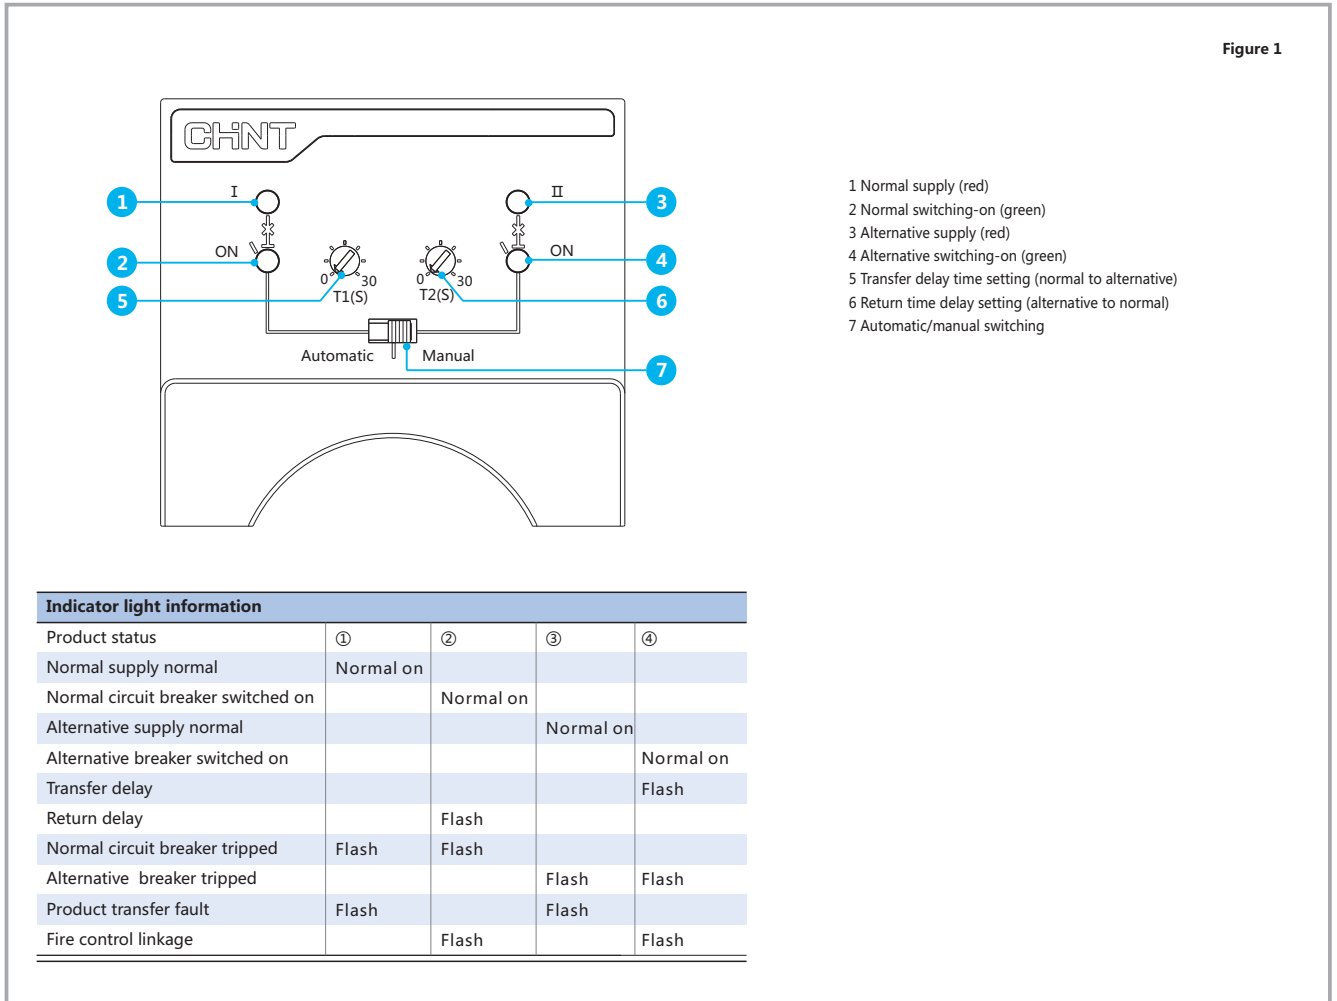 Figure 1
CHNT
I
II
1
3
ON
ON
2
4
0
30
0
30
T1(S)
T2(S)
5
6
Automatic
Manual
7
1 Normal supply (red)
2 Normal switching-on (green)
3 Alternative supply (red)
4 Alternative switching-on (green)
5 Transfer delay time setting (normal to alternative)
6 Return time delay setting (alternative to normal)
7 Automatic/manual switching
Indicator light information
Product status ① ② ③ ④
Normal supply normal Normal on
Normal circuit breaker switched on Normal on
Alternative supply normal Normal on
Alternative breaker switched on Normal on
Transfer delay Flash
Return delay Flash
Normal circuit breaker tripped Flash Flash
Alternative breaker tripped Flash Flash
Product transfer fault Flash Flash
Fire control linkage Flash Flash